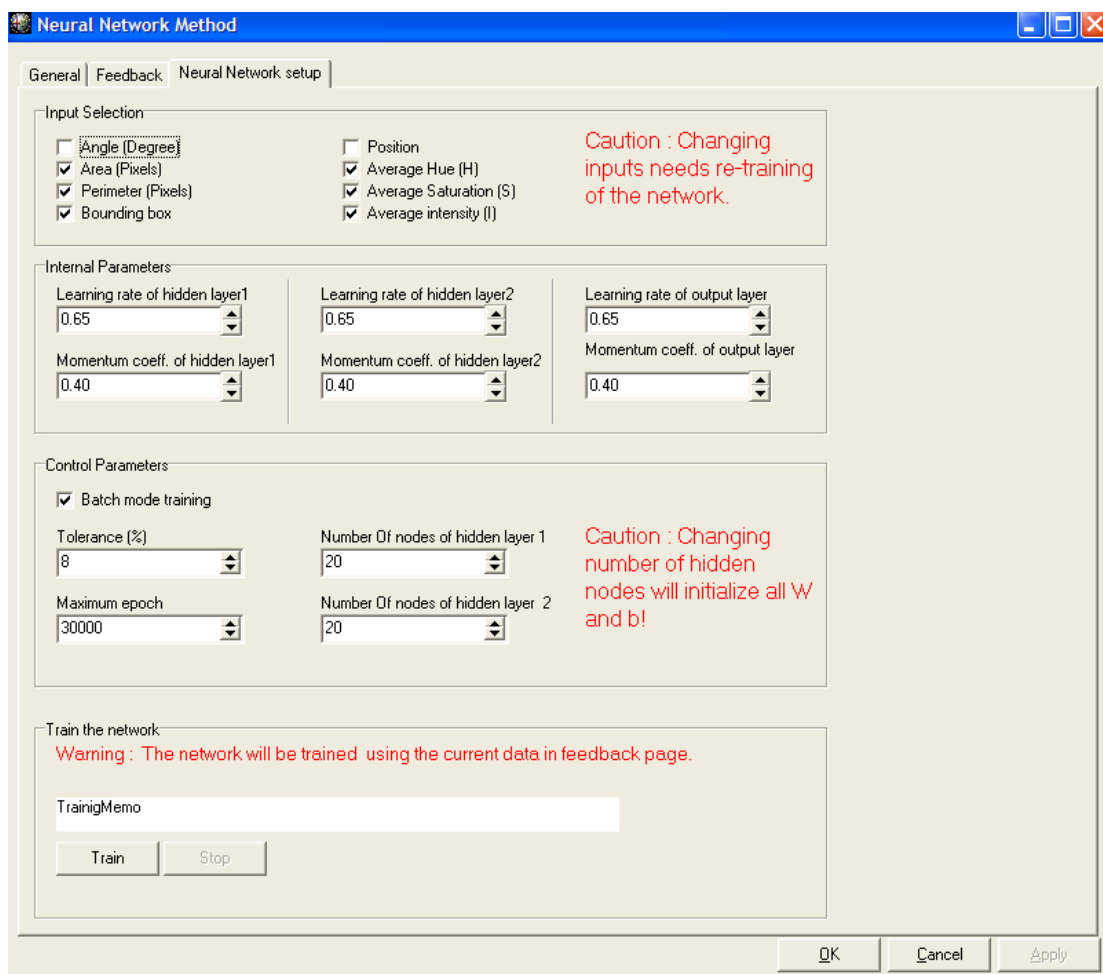 Neural Network Method
General Feedback Neural Network setup
Input Selection
Angle (Degree) Position
Area (Pixels) Average Hue (H)
Perimeter (Pixels) Average Saturation (S)
Bounding box Average intensity (I)
Caution : Changing
inputs needs re-training
of the network.
Internal Parameters
Learning rate of hidden layer1 Learning rate of hidden layer2 Learning rate of output layer
0.65 0.65 0.65
Momentum coeff. of hidden layer1 Momentum coeff. of hidden layer2 Momentum coeff. of output layer
0.40 0.40 0.40
Control Parameters
Batch mode training
Tolerance (%) Number Of nodes of hidden layer 1
8 20
Maximum epoch Number Of nodes of hidden layer 2
30000 20
Caution : Changing
number of hidden
nodes will initialize all W
and b!
Train the network
Warning : The network will be trained using the current data in feedback page.
TrainigMemo
Train Stop
OK Cancel Apply